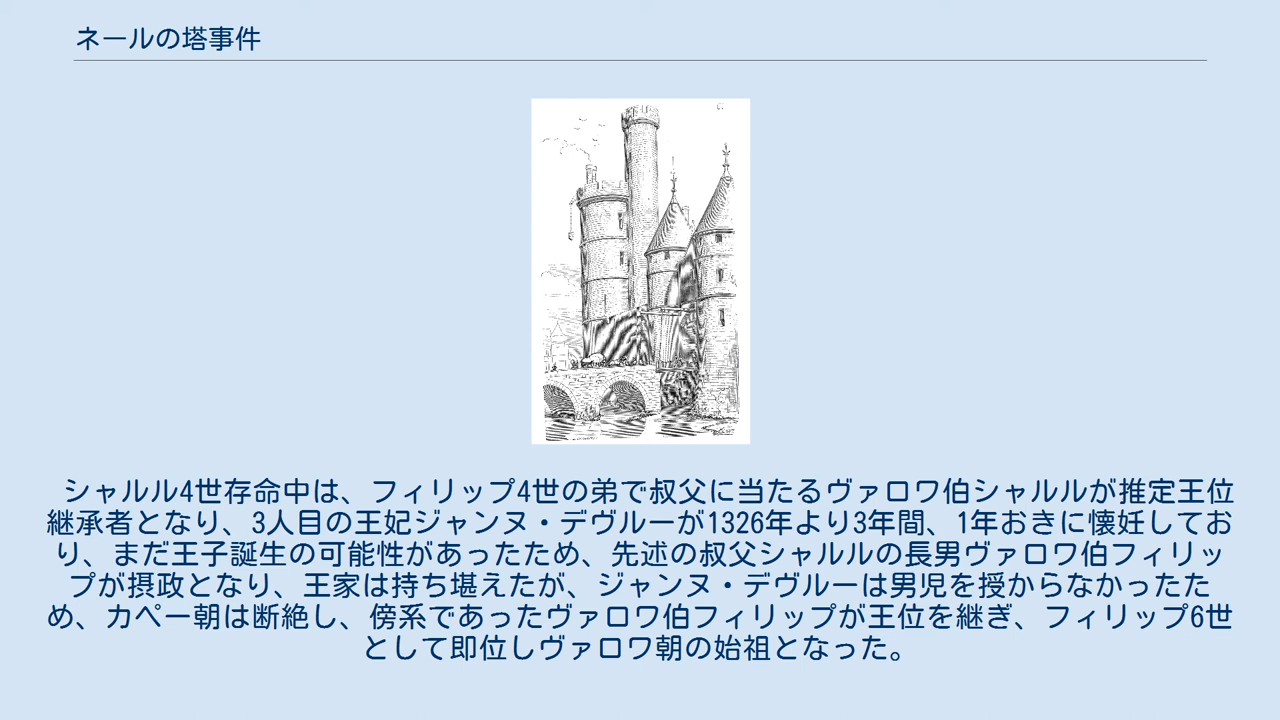 ネールの塔事件
シャルル4世存命中は、フィリップ4世の弟で叔父に当たるヴァロワ伯シャルルが推定王位
継承者となり、3人目の王妃ジャンヌ・デヴルーが1326年より3年間、1年おきに懐妊してお
り、まだ王子誕生の可能性があったため、先述の叔父シャルルの長男ヴァロワ伯フィリッ
プが摂政となり、王家は持ち堪えたが、ジャンヌ・デヴルーは男児を授からなかったた
め、カペー朝は断絶し、傍系であったヴァロワ伯フィリップが王位を継ぎ、フィリップ6世
として即位しヴァロワ朝の始祖となった。